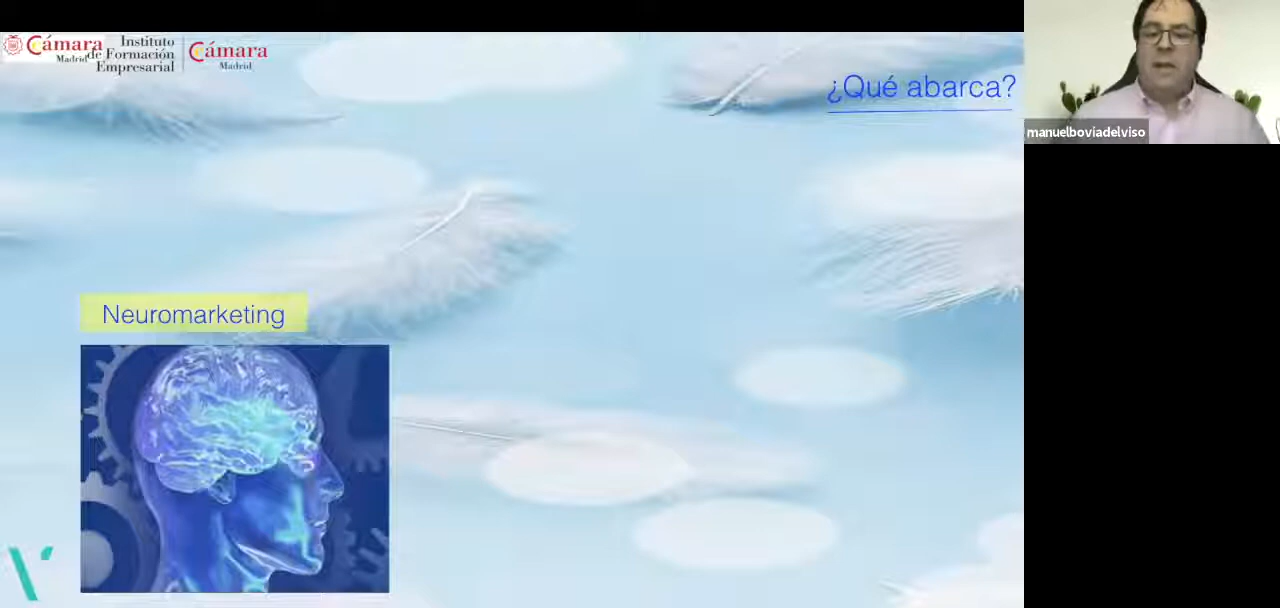 Cámara
Madrid
Instituto
de Formación
Empresarial
Cámara
Madrid
¿Qué abarca?
manuelboviadelviso
Neuromarketing